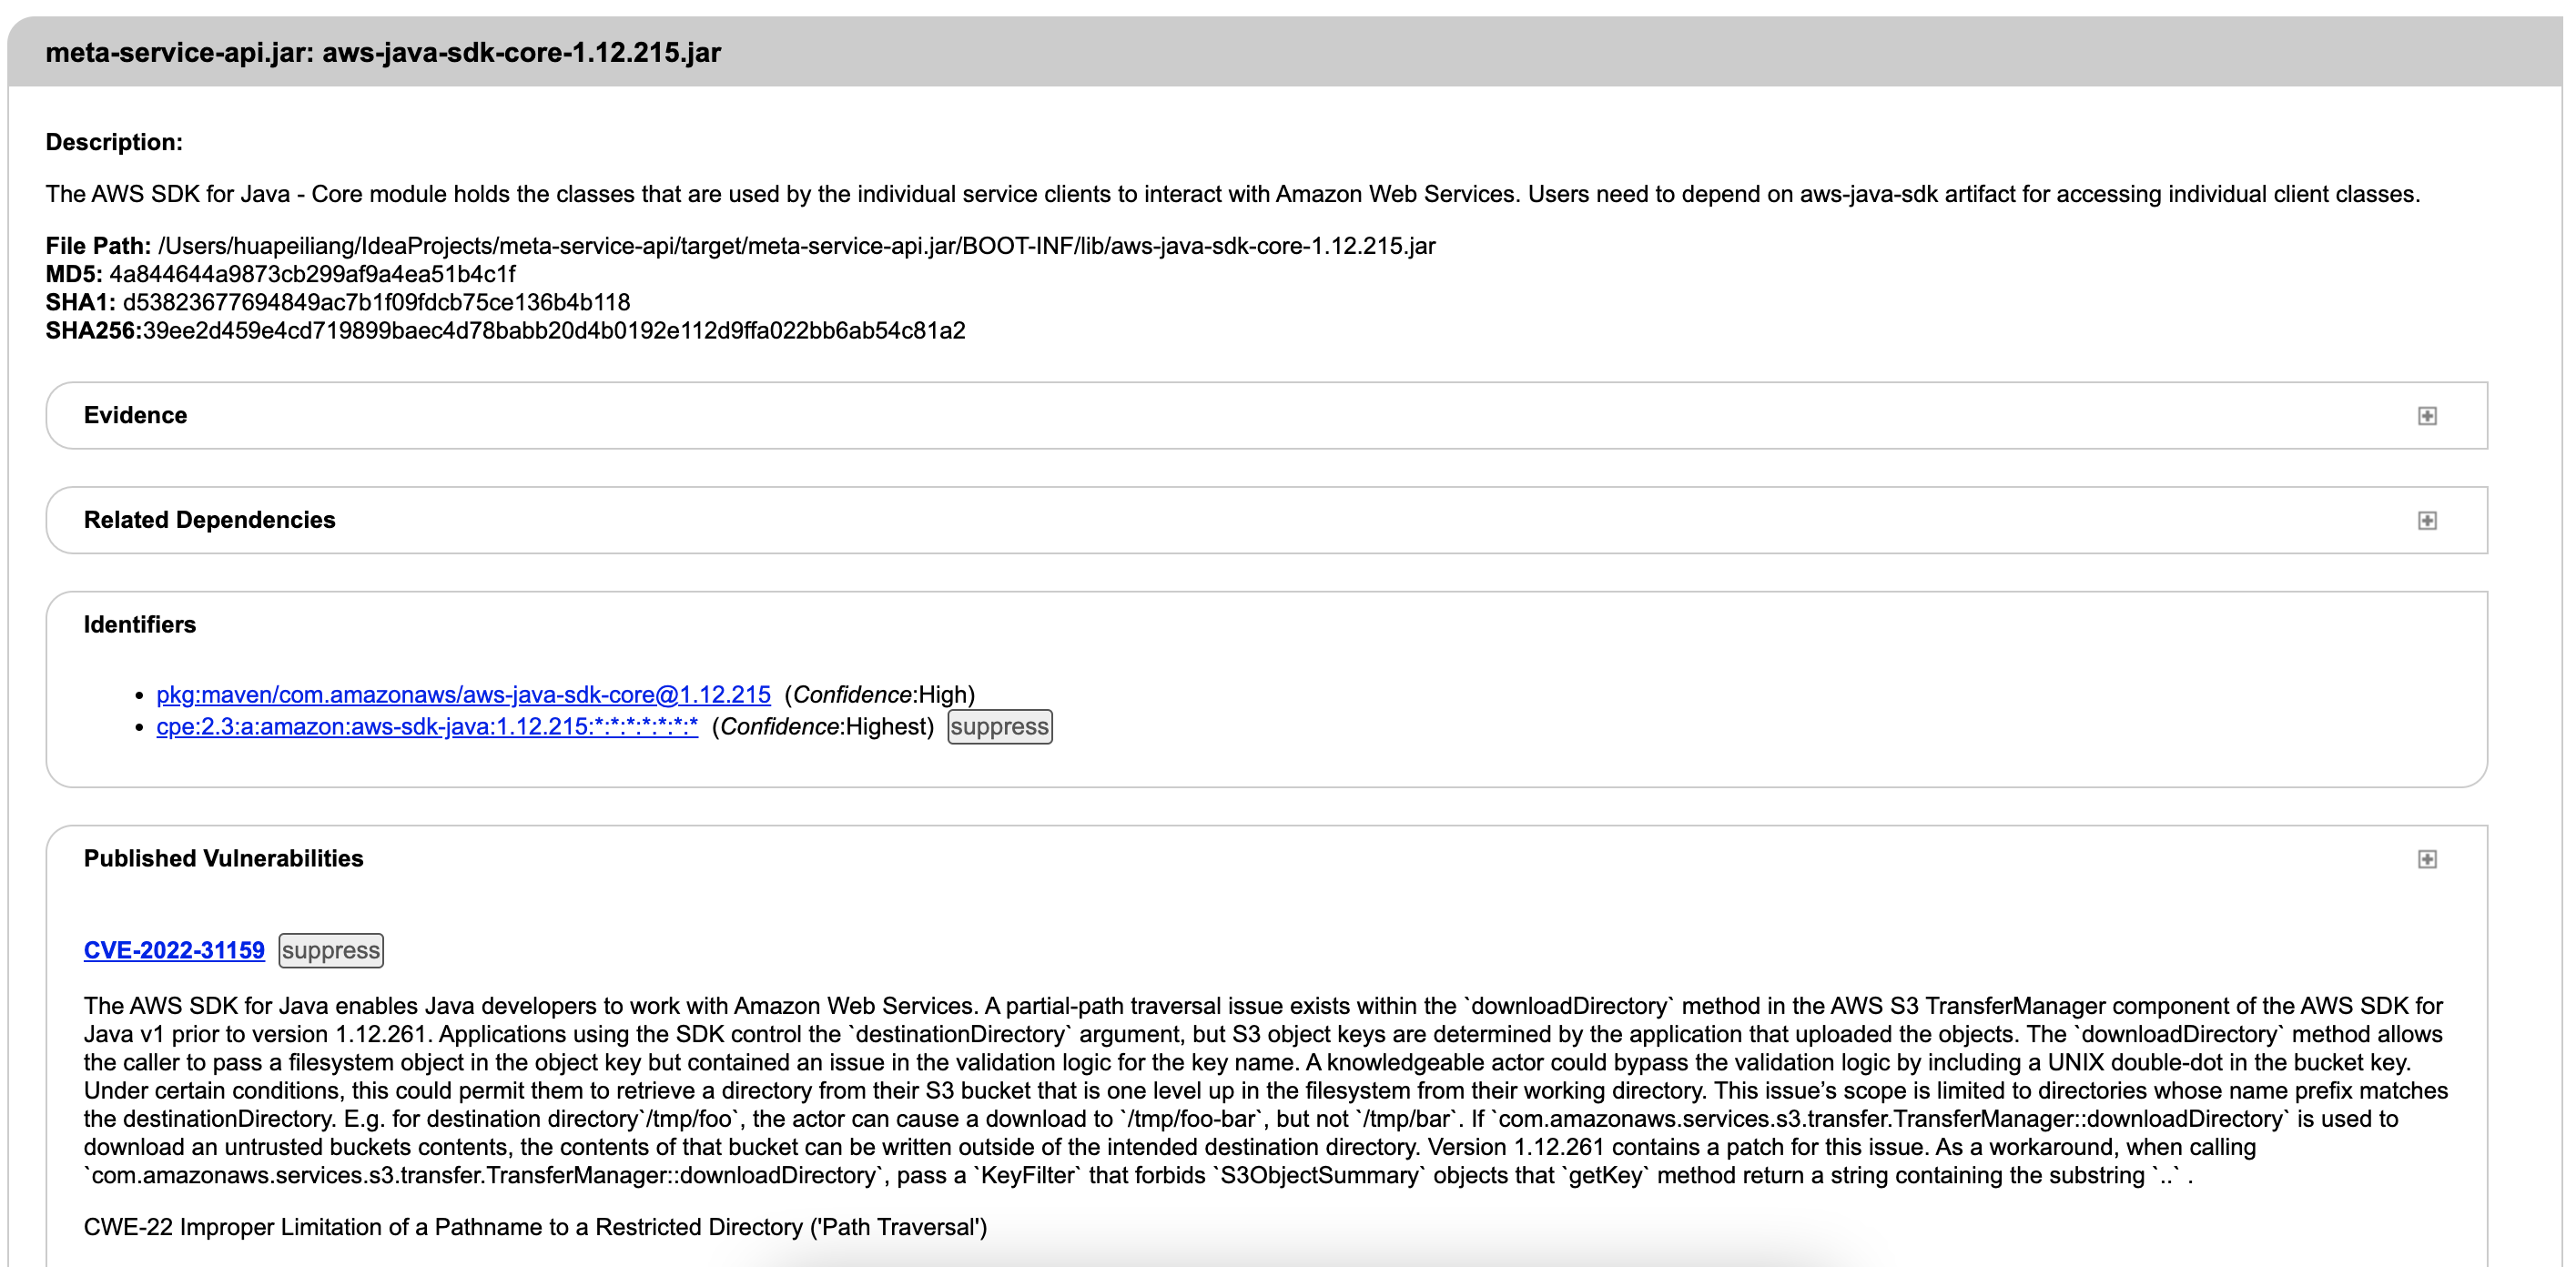 meta-service-api.jar: aws-java-sdk-core-1.12.215.jar
Description:
The AWS SDK for Java - Core module holds the classes that are used by the individual service clients to interact with Amazon Web Services. Users need to depend on aws-java-sdk artifact for accessing individual client classes.
File Path: /Users/huapeiliang/IdeaProjects/meta-service-api/target/meta-service-api.jar/BOOT-INF/lib/aws-java-sdk-core-1.12.215.jar
MD5: 4a844644a9873cb299af9a4ea51b4c1f
SHA1: d53823677694849ac7b1f09fdcb75ce136b4b118
SHA256:39ee2d459e4cd719899baec4d78babb20d4b0192e112d9ffa022bb6ab54c81a2
Evidence
Related Dependencies
Identifiers
• pkg:maven/com.amazonaws/aws-java-sdk-core@1.12.215 (Confidence:High)
• cpe:2.3:a:amazon:aws-sdk-java:1.12.215:*:*:*:*:*:*:* (Confidence:Highest) suppress
Published Vulnerabilities
CVE-2022-31159 suppress
The AWS SDK for Java enables Java developers to work with Amazon Web Services. A partial-path traversal issue exists within the `downloadDirectory` method in the AWS S3 TransferManager component of the AWS SDK for
Java v1 prior to version 1.12.261. Applications using the SDK control the `destinationDirectory` argument, but S3 object keys are determined by the application that uploaded the objects. The `downloadDirectory` method allows
the caller to pass a filesystem object in the object key but contained an issue in the validation logic for the key name. A knowledgeable actor could bypass the validation logic by including a UNIX double-dot in the bucket key.
Under certain conditions, this could permit them to retrieve a directory from their S3 bucket that is one level up in the filesystem from their working directory. This issue’s scope is limited to directories whose name prefix matches
the destinationDirectory. E.g. for destination directory`/tmp/foo`, the actor can cause a download to `/tmp/foo-bar`, but not `/tmp/bar`. If `com.amazonaws.services.s3.transfer.TransferManager::downloadDirectory` is used to
download an untrusted buckets contents, the contents of that bucket can be written outside of the intended destination directory. Version 1.12.261 contains a patch for this issue. As a workaround, when calling
`com.amazonaws.services.s3.transfer.TransferManager::downloadDirectory`, pass a `KeyFilter` that forbids `S3ObjectSummary` objects that `getKey` method return a string containing the substring `..` .
CWE-22 Improper Limitation of a Pathname to a Restricted Directory ('Path Traversal')